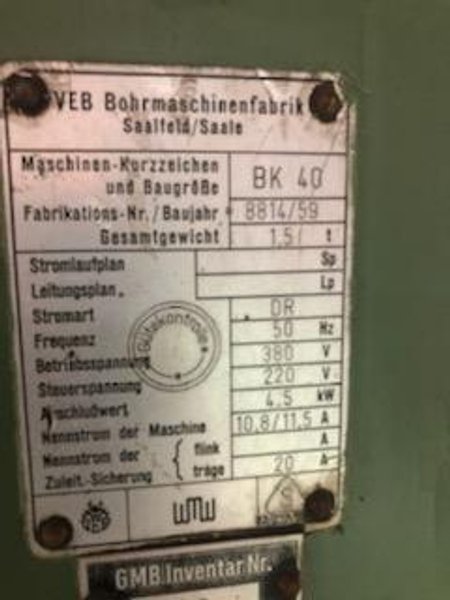 VEB Bohrmaschinenfabrik
Saalfeld/Saale
Maschinen-Kurzzeichen
und Baugröße BK 40
Fabrikations-Nr./Baujahr 8814/59
Gesamtgewicht 1,5 t
Stromlaufplan Sp
Leitungsplan Lp
Stromart DR
Frequenz 50 Hz
Betriebsspannung 380 V
Steuerspannung 220 V
Anschlußwert 4,5 kW
Nennstrom der Maschine 10,8/11,5 A
Nennstrom der flink A
Zuleit.-Sicherung träge 20 A
Gütekontrolle
WMW
S
GMB Inventar Nr.